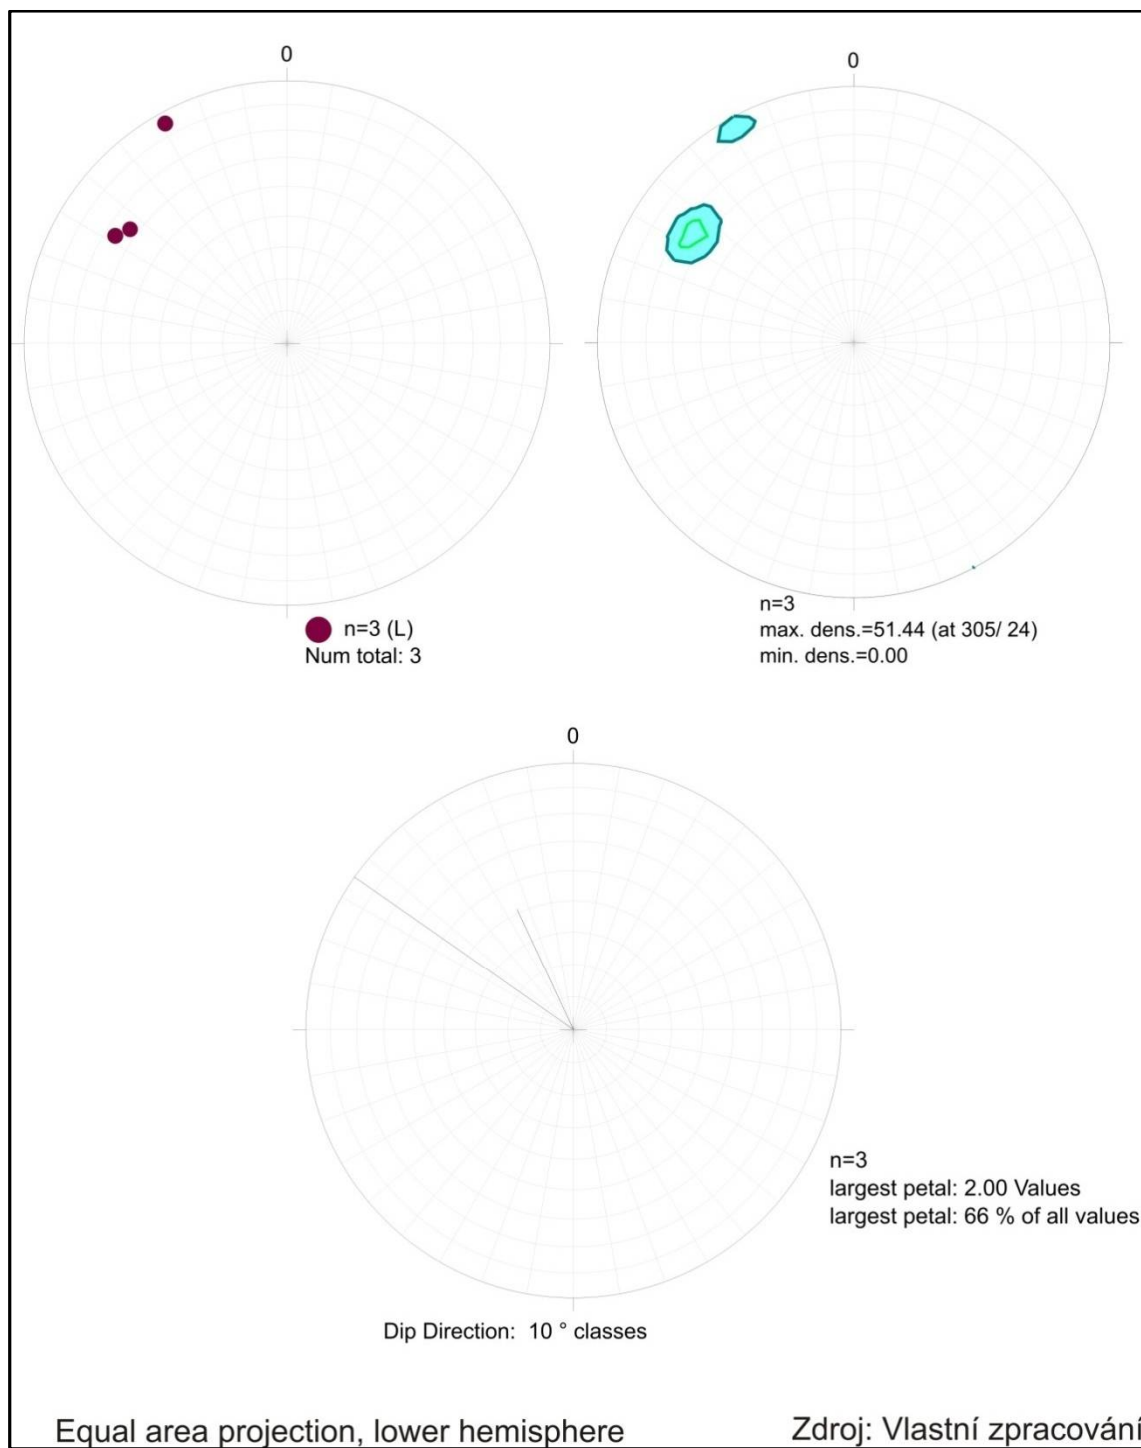 0
0
n=3 (L)
Num total: 3
n=3
max. dens.=51.44 (at 305/ 24)
min. dens.=0.00
0
n=3
largest petal: 2.00 Values
largest petal: 66 % of all values
Dip Direction:  10 ° classes
Equal area projection, lower hemisphere
Zdroj: Vlastní zpracování